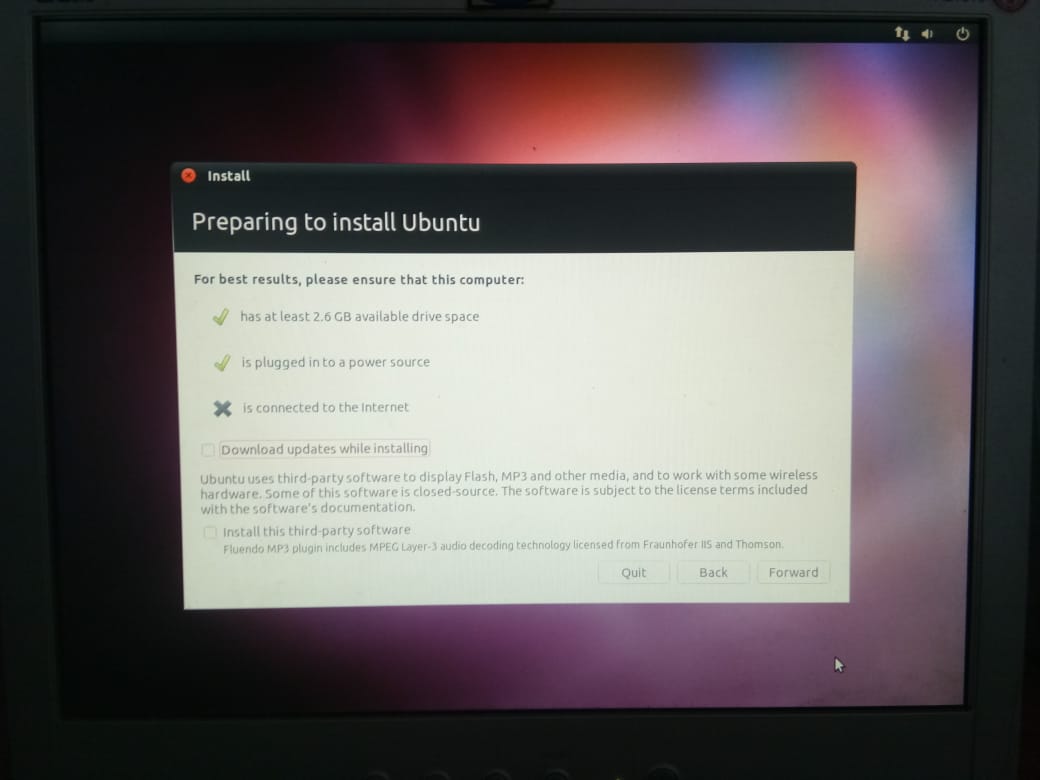 Install
Preparing to install Ubuntu
For best results, please ensure that this computer:
has at least 2.6 GB available drive space
is plugged in to a power source
is connected to the Internet
Download updates while installing
Ubuntu uses third-party software to display Flash, MP3 and other media, and to work with some wireless
hardware. Some of this software is closed-source. The software is subject to the license terms included
with the software's documentation.
Install this third-party software
Fluendo MP3 plugin includes MPEG Layer-3 audio decoding technology licensed from Fraunhofer IIS and Thomson.
Quit Back Forward